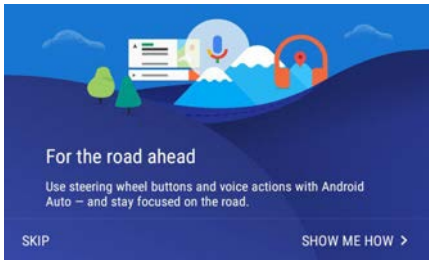 For the road ahead
Use steering wheel buttons and voice actions with Android
Auto — and stay focused on the road.
SKIP
SHOW ME HOW >